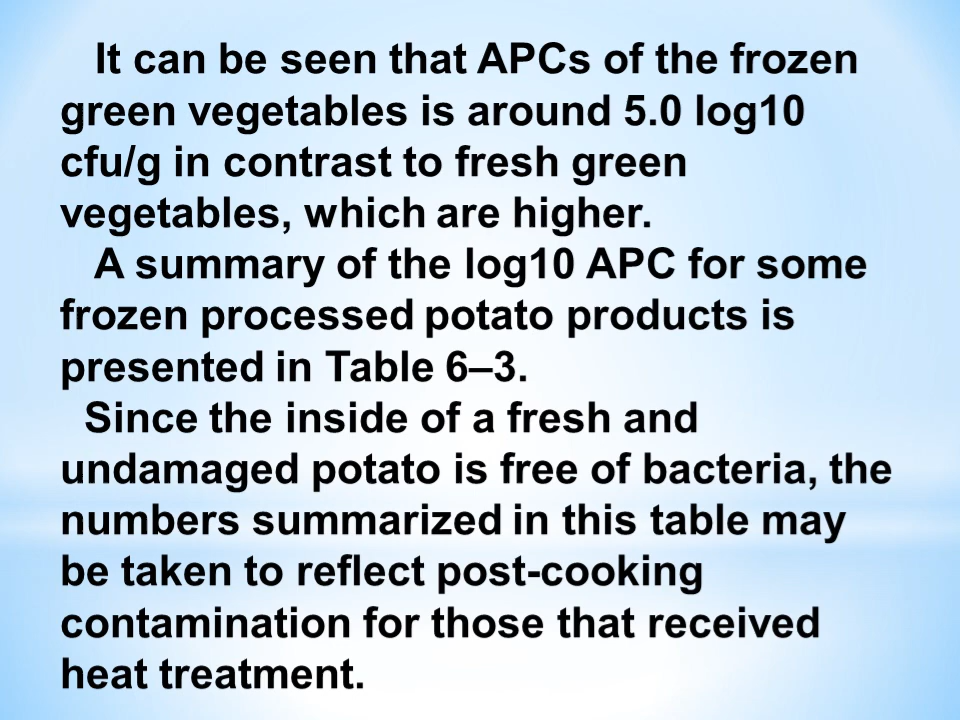 It can be seen that APCs of the frozen
green vegetables is around 5.0 log10
cfu/g in contrast to fresh green
vegetables, which are higher.
A summary of the log10 APC for some
frozen processed potato products is
presented in Table 6–3.
Since the inside of a fresh and
undamaged potato is free of bacteria, the
numbers summarized in this table may
be taken to reflect post-cooking
contamination for those that received
heat treatment.